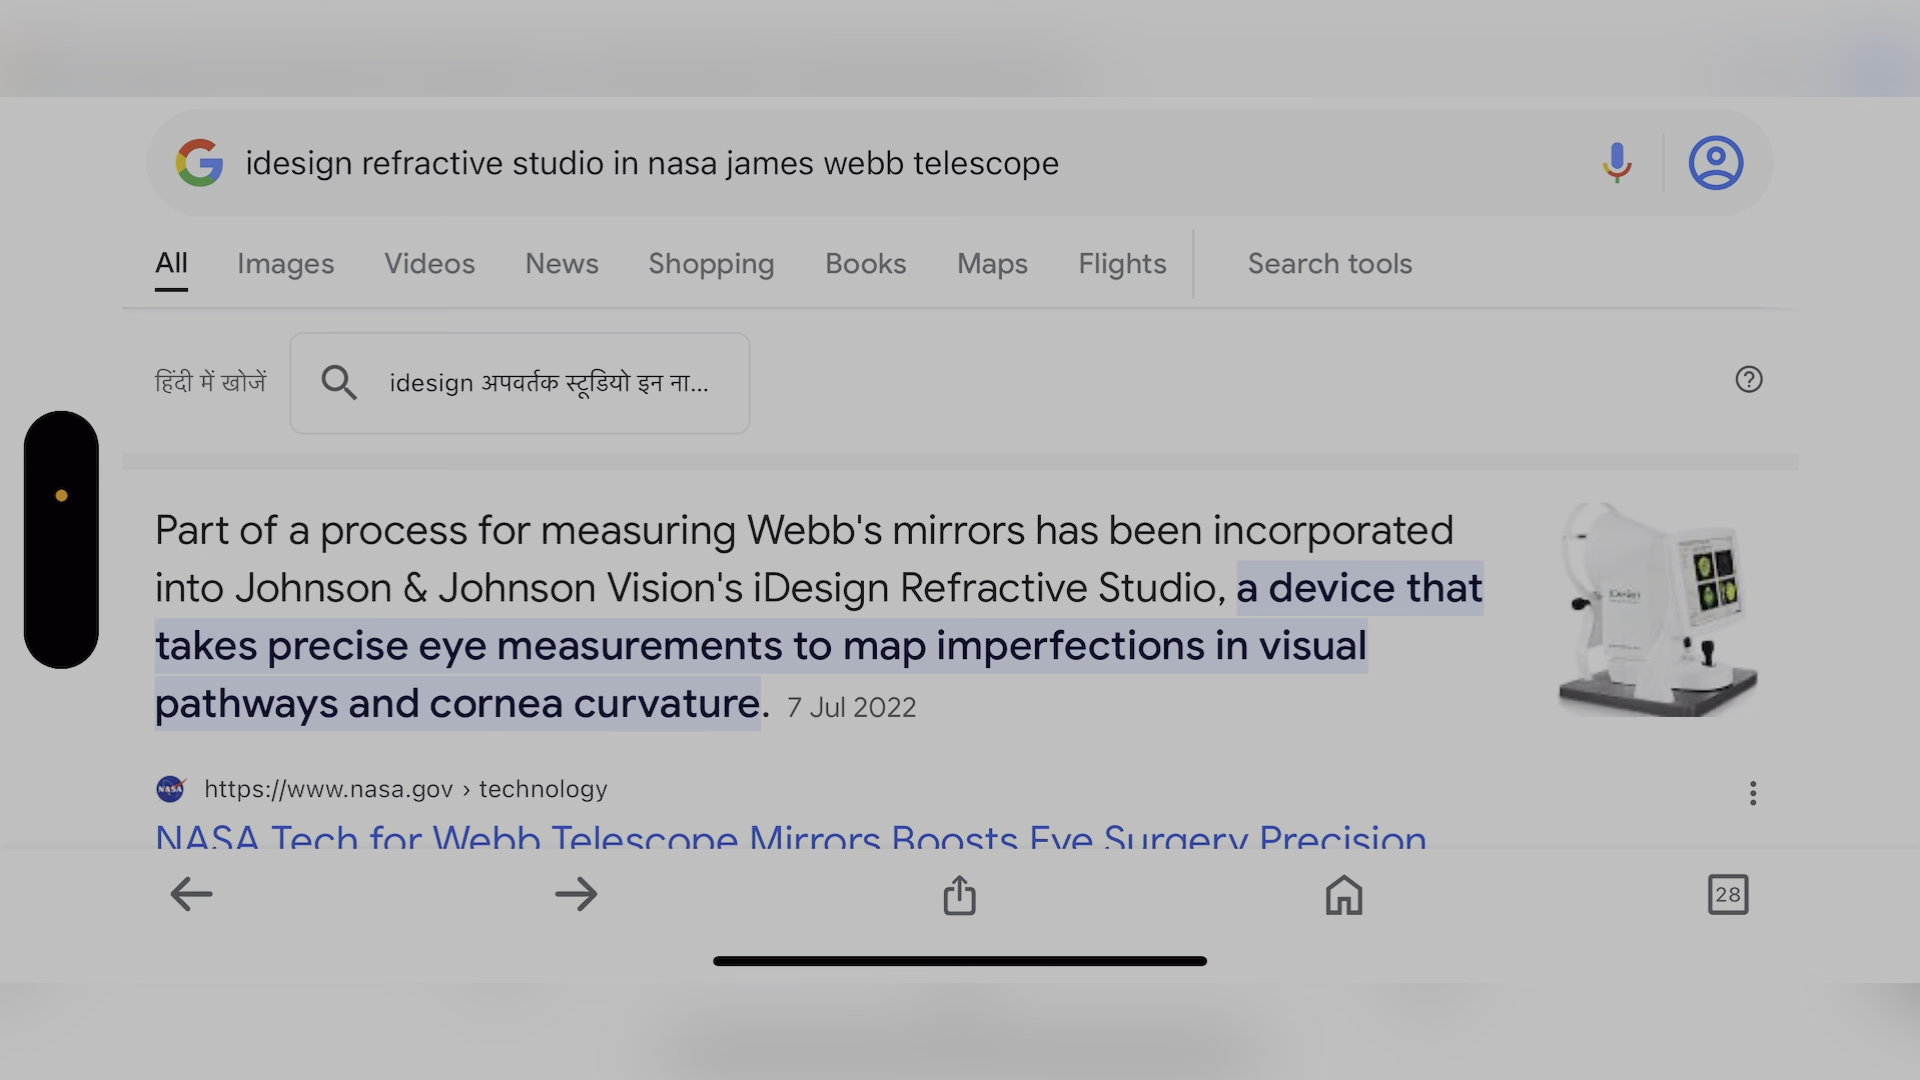 idesign refractive studio in nasa james webb telescope
All Images Videos News Shopping Books Maps Flights Search tools
हिंदी में खोजें idesign अपवर्तक स्टूडियो इन ना...
Part of a process for measuring Webb's mirrors has been incorporated
into Johnson & Johnson Vision's iDesign Refractive Studio, a device that
takes precise eye measurements to map imperfections in visual
pathways and cornea curvature. 7 Jul 2022
https://www.nasa.gov › technology
NASA Tech for Webb Telescope Mirrors Boosts Eye Surgery Precision
28